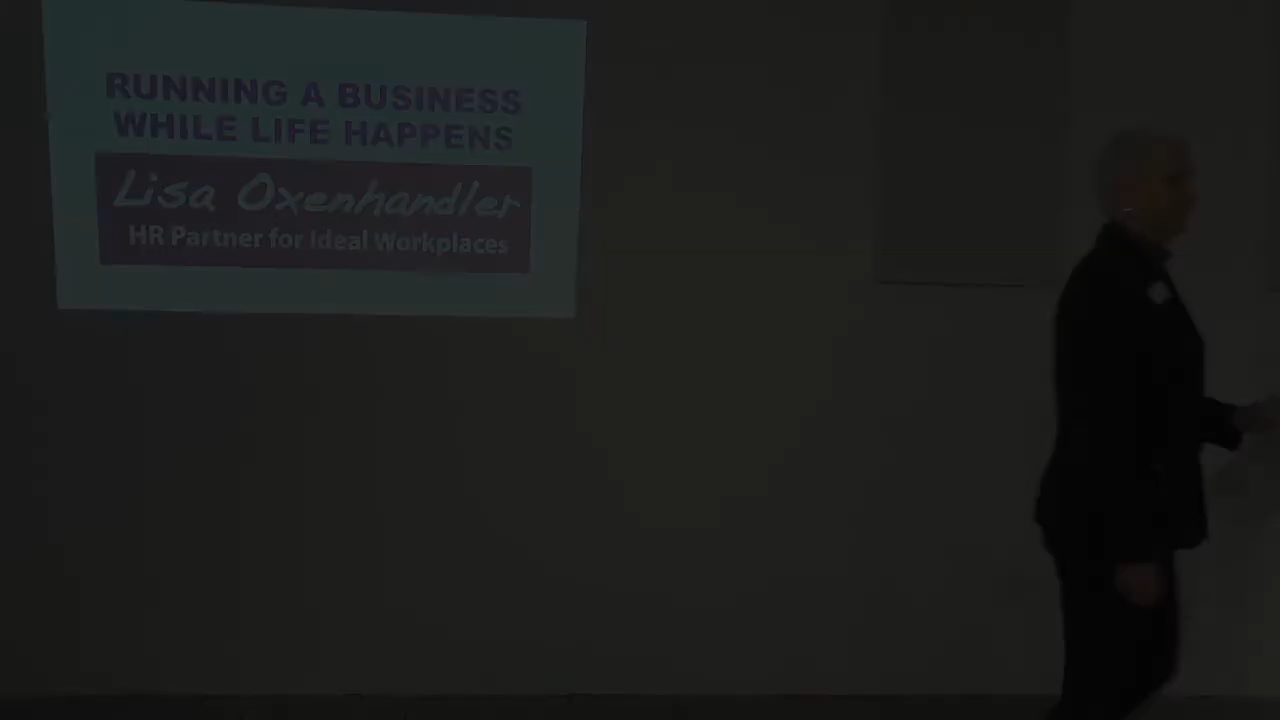 RUNNING A BUSINESS
WHILE LIFE HAPPENS
Lisa Oxenhandler
HR Partner for Ideal Workplaces